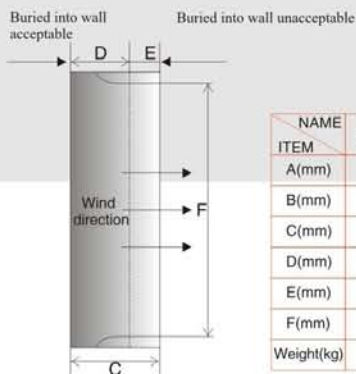 Buried into wall acceptable
Buried into wall unacceptable
D
E
Wind
direction
F
C
NAME
ITEM
A(mm)
B(mm)
C(mm)
D(mm)
E(mm)
F(mm)
Weight(kg)